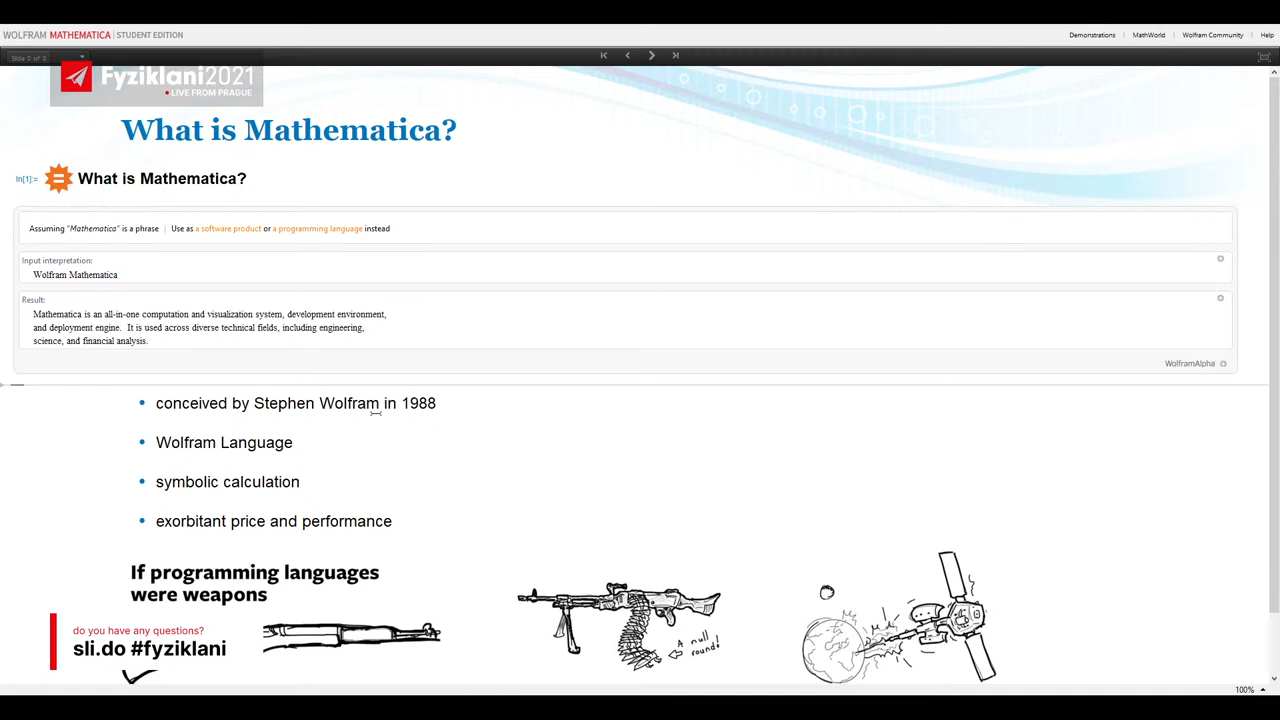 WOLFRAM MATHEMATICA | STUDENT EDITION
Demonstrations | MathWorld | Wolfram Community | Help
Slide 0 of 0
Fyziklani2021
LIVE FROM PRAGUE
What is Mathematica?
In[1]:= What is Mathematica?
Assuming "Mathematica" is a phrase | Use as a software product or a programming language instead
Input interpretation:
Wolfram Mathematica
Result:
Mathematica is an all-in-one computation and visualization system, development environment,
and deployment engine. It is used across diverse technical fields, including engineering,
science, and financial analysis.
WolframAlpha
• conceived by Stephen Wolfram in 1988
• Wolfram Language
• symbolic calculation
• exorbitant price and performance
If programming languages
were weapons
A null
round!
do you have any questions?
sli.do #fyziklani
100%